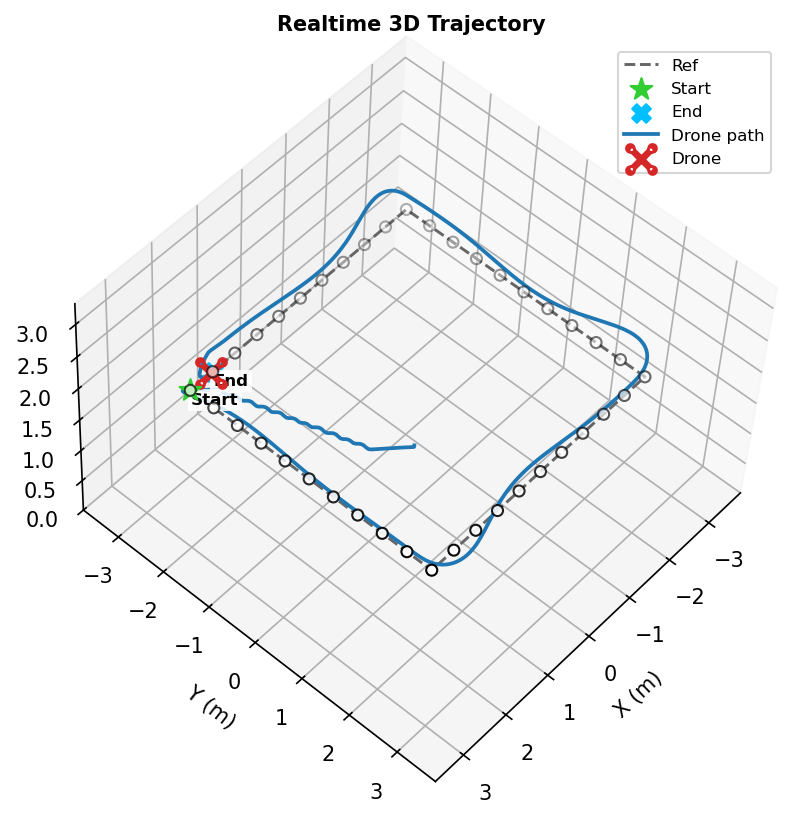 Realtime 3D Trajectory
Ref
Start
End
Drone path
Drone
3.0
2.5
2.0
1.5
1.0
0.5
0.0
End
Start
−3
−2
−1
0
1
2
3
Y (m)
−3
−2
−1
0
1
2
3
X (m)